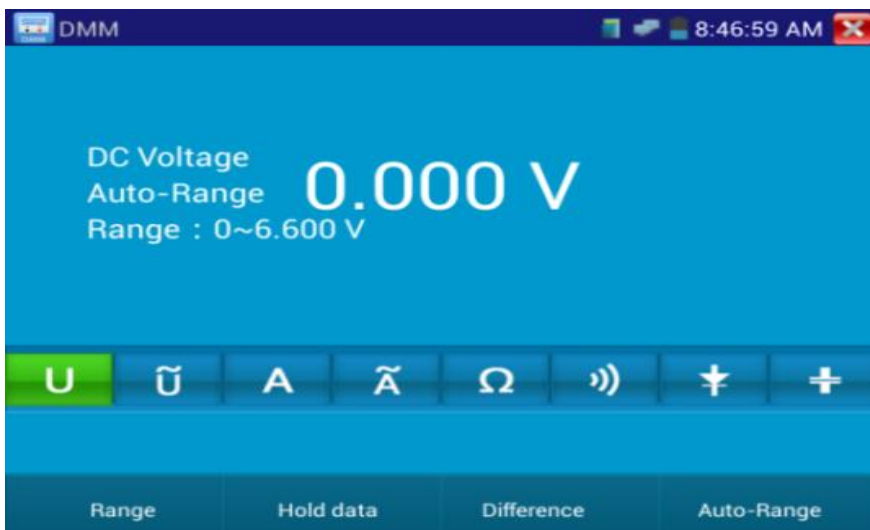 DMM 8:46:59 AM
DC Voltage
Auto-Range
0.000 V
Range : 0~6.600 V
U Ũ A Ã Ω
Range Hold data Difference Auto-Range